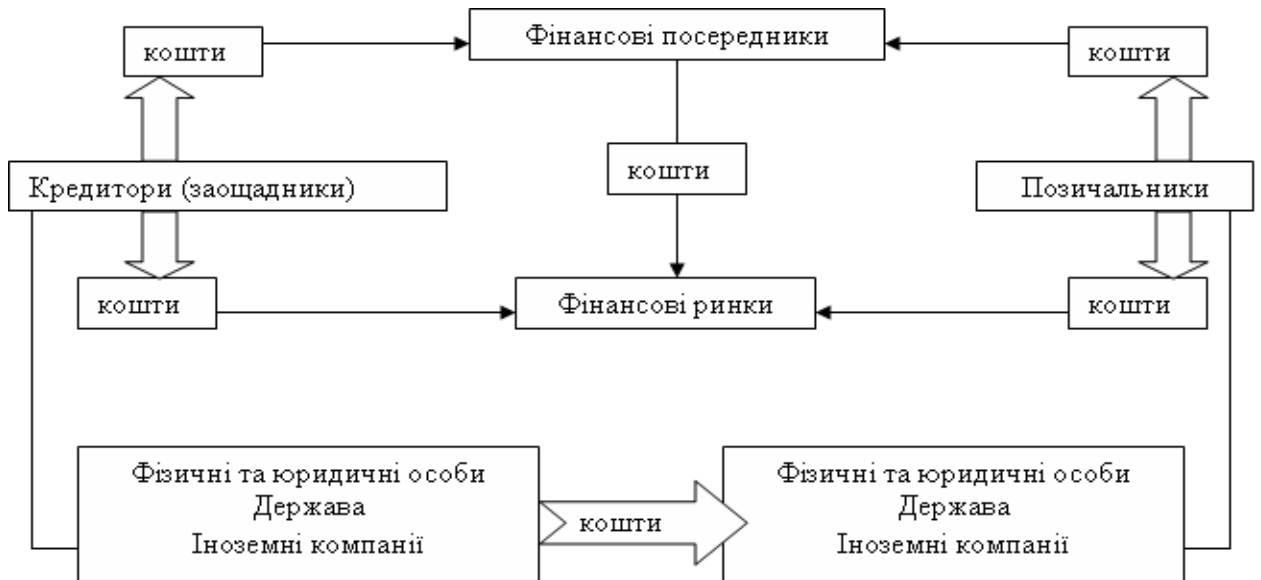 кошти
Фінансові посередники
кошти
кошти
Кредитори (заощадники)
Позичальники
кошти
Фінансові ринки
кошти
Фізичні та юридичні особи
Держава
Іноземні компанії
кошти
Фізичні та юридичні особи
Держава
Іноземні компанії